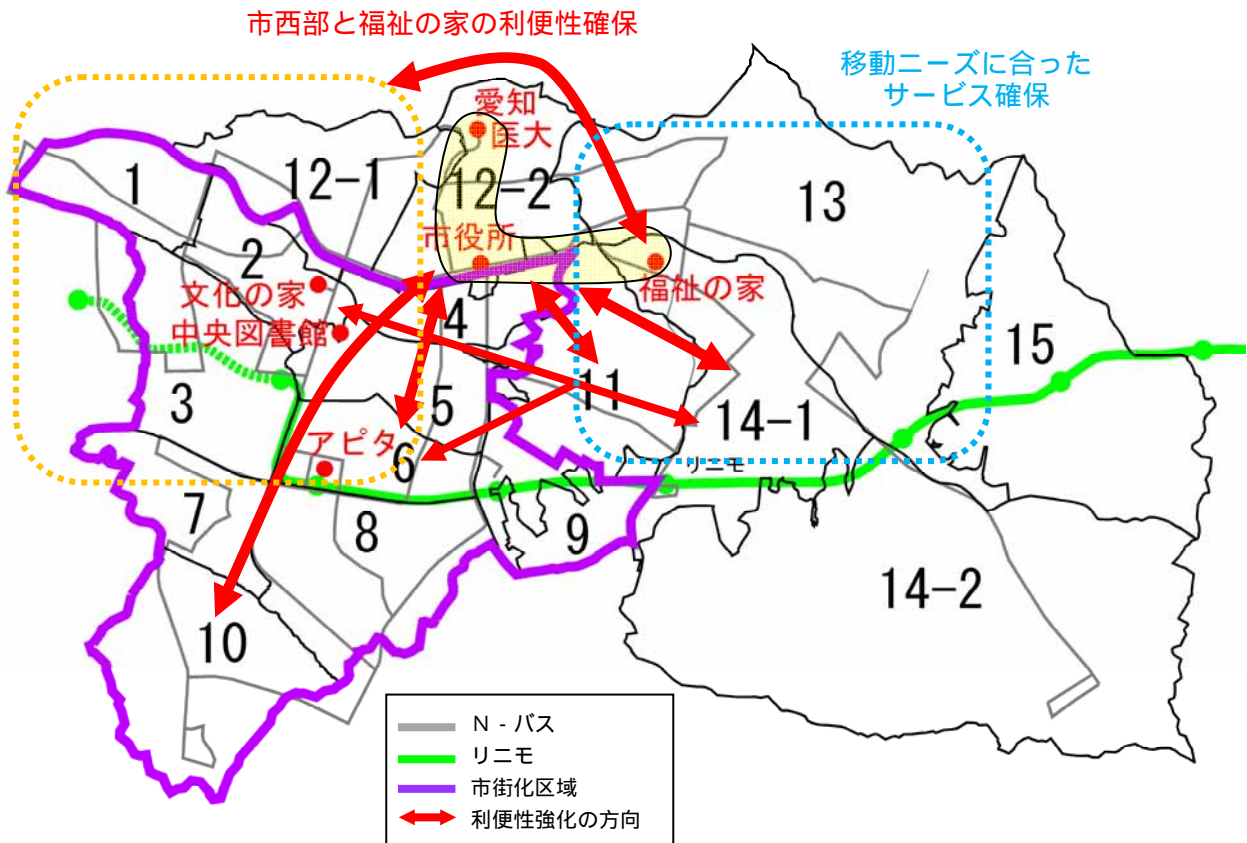 市西部と福祉の家の利便性確保
移動ニーズに合った
サービス確保
愛知
医大
1
12-1
12-2
13
2
市役所
文化の家
福祉の家
中央図書館
4
15
3
5
11
14-1
アピタ
6
リニモ
7
8
9
14-2
10
N - バス
リニモ
市街化区域
利便性強化の方向